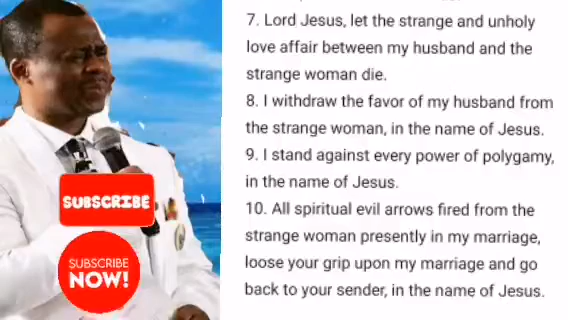 7. Lord Jesus, let the strange and unholy
love affair between my husband and the
strange woman die.
8. I withdraw the favor of my husband from
the strange woman, in the name of Jesus.
9. I stand against every power of polygamy,
in the name of Jesus.
10. All spiritual evil arrows fired from the
strange woman presently in my marriage,
loose your grip upon my marriage and go
back to your sender, in the name of Jesus.
SUBSCRIBE
SUBSCRIBE
NOW!